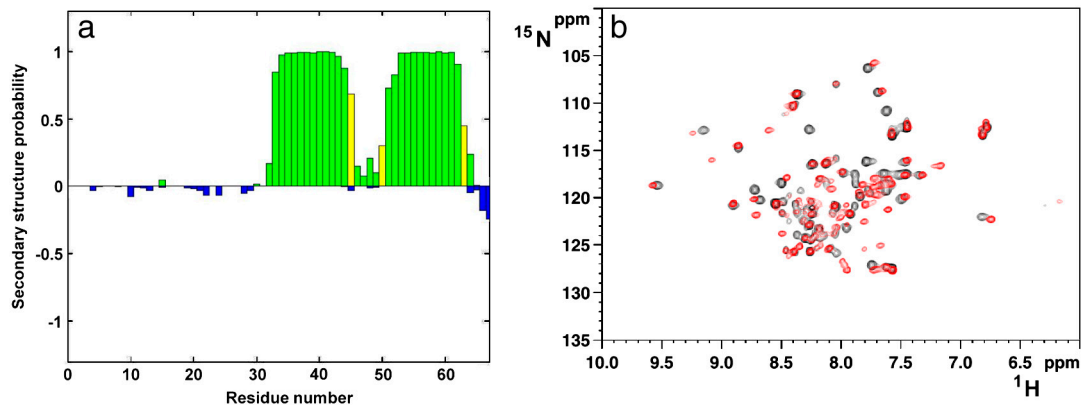 a
Secondary structure probability
1
0.5
0
-0.5
-1
0 10 20 30 40 50 60
Residue number
b
15N ppm
105
110
115
120
125
130
135
10.0 9.5 9.0 8.5 8.0 7.5 7.0 6.5 ppm
1H